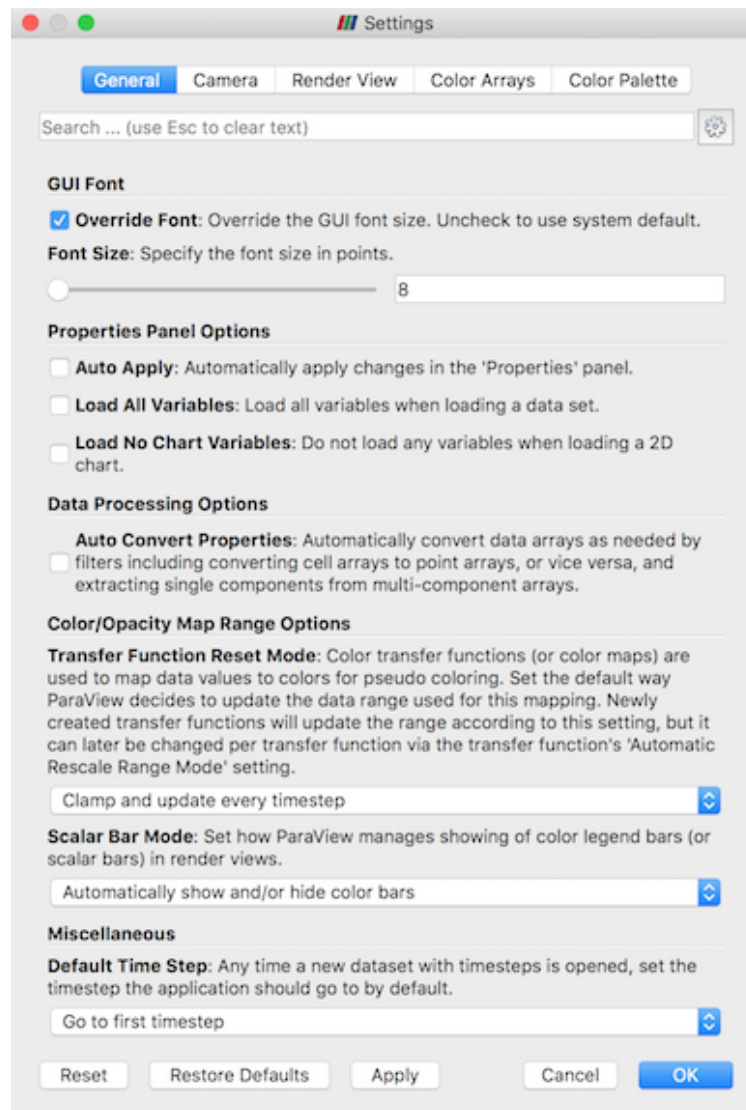 Settings
General Camera Render View Color Arrays Color Palette
Search ... (use Esc to clear text)
GUI Font
Override Font: Override the GUI font size. Uncheck to use system default.
Font Size: Specify the font size in points.
8
Properties Panel Options
Auto Apply: Automatically apply changes in the 'Properties' panel.
Load All Variables: Load all variables when loading a data set.
Load No Chart Variables: Do not load any variables when loading a 2D
chart.
Data Processing Options
Auto Convert Properties: Automatically convert data arrays as needed by
filters including converting cell arrays to point arrays, or vice versa, and
extracting single components from multi-component arrays.
Color/Opacity Map Range Options
Transfer Function Reset Mode: Color transfer functions (or color maps) are
used to map data values to colors for pseudo coloring. Set the default way
ParaView decides to update the data range used for this mapping. Newly
created transfer functions will update the range according to this setting, but it
can later be changed per transfer function via the transfer function's 'Automatic
Rescale Range Mode' setting.
Clamp and update every timestep
Scalar Bar Mode: Set how ParaView manages showing of color legend bars (or
scalar bars) in render views.
Automatically show and/or hide color bars
Miscellaneous
Default Time Step: Any time a new dataset with timesteps is opened, set the
timestep the application should go to by default.
Go to first timestep
Reset Restore Defaults Apply Cancel OK